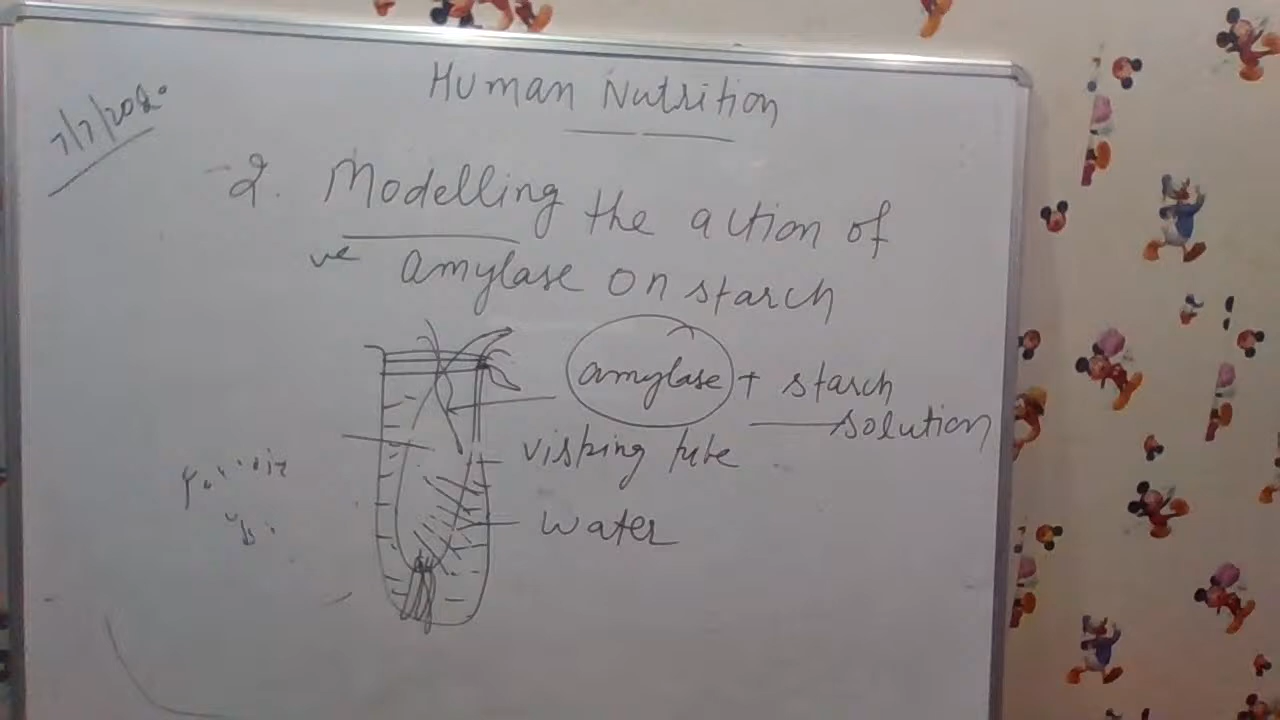 Human Nutrition
7/7/2020
2. Modelling the action of
ve amylase on starch
amylase + starch
solution
visking tube
water